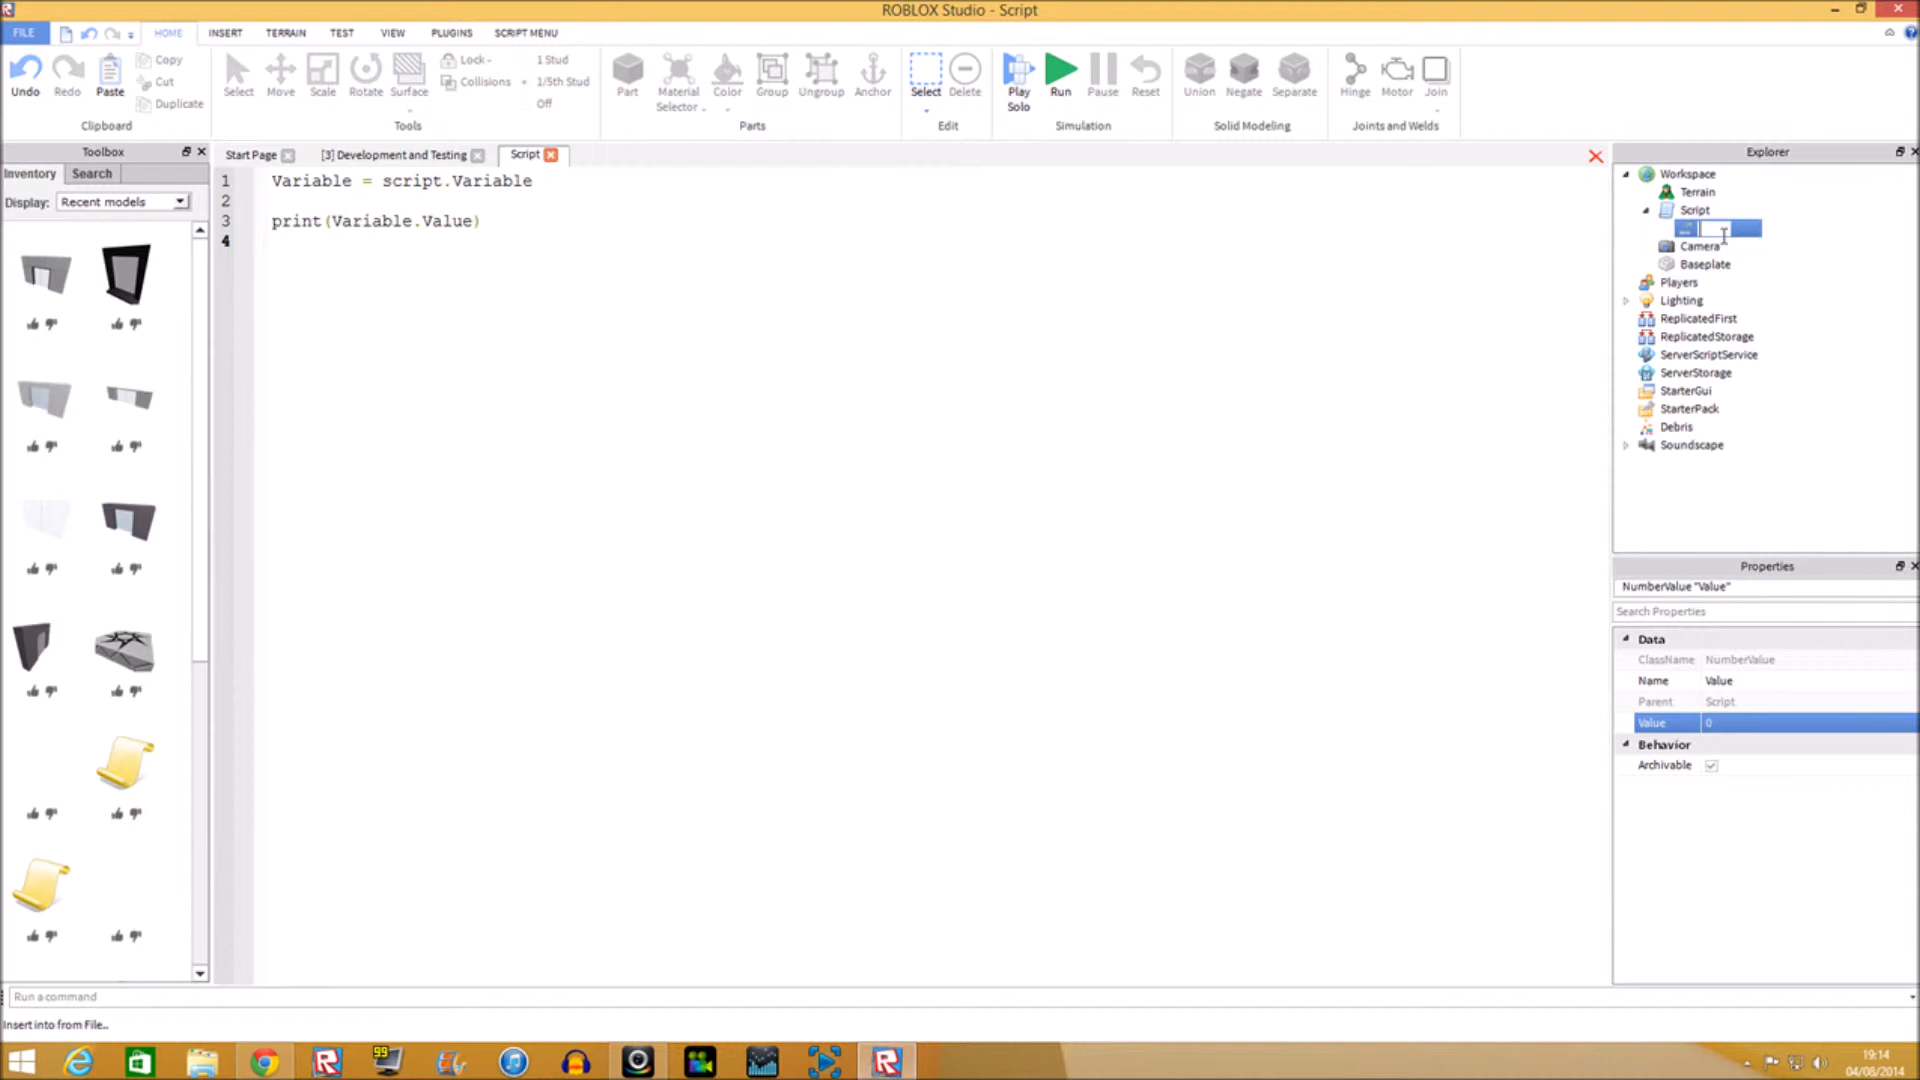 ROBLOX Studio - Script
FILE HOME INSERT TERRAIN TEST VIEW PLUGINS SCRIPT MENU
Undo Redo Paste Copy Cut Duplicate
Clipboard
Select Move Scale Rotate Surface Lock Collisions 1 Stud 1/5th Stud Off
Tools
Part Material Selector Color Group Ungroup Anchor
Parts
Select Delete
Edit
Play Solo Run Pause Reset
Simulation
Union Negate Separate
Solid Modeling
Hinge Motor Join
Joints and Welds
Toolbox
Inventory Search
Display: Recent models
Start Page [3] Development and Testing Script
1 Variable = script.Variable
2
3 print(Variable.Value)
4
Explorer
Workspace
Terrain
Script
Camera
Baseplate
Players
Lighting
ReplicatedFirst
ReplicatedStorage
ServerScriptService
ServerStorage
StarterGui
StarterPack
Debris
Soundscape
Properties
NumberValue "Value"
Search Properties
Data
ClassName NumberValue
Name Value
Parent Script
Value 0
Behavior
Archivable
Run a command
Insert into from File..
99
19:14
04/08/2014